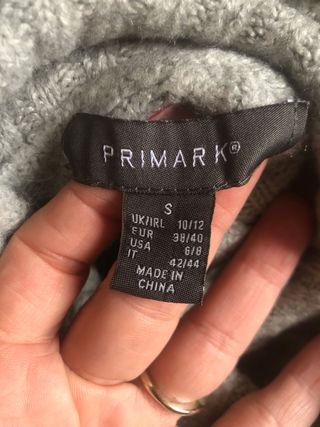 PRIMARK®
S
UK/IRL 10/12
EUR 38/40
USA 6/8
IT 42/44
MADE IN
CHINA